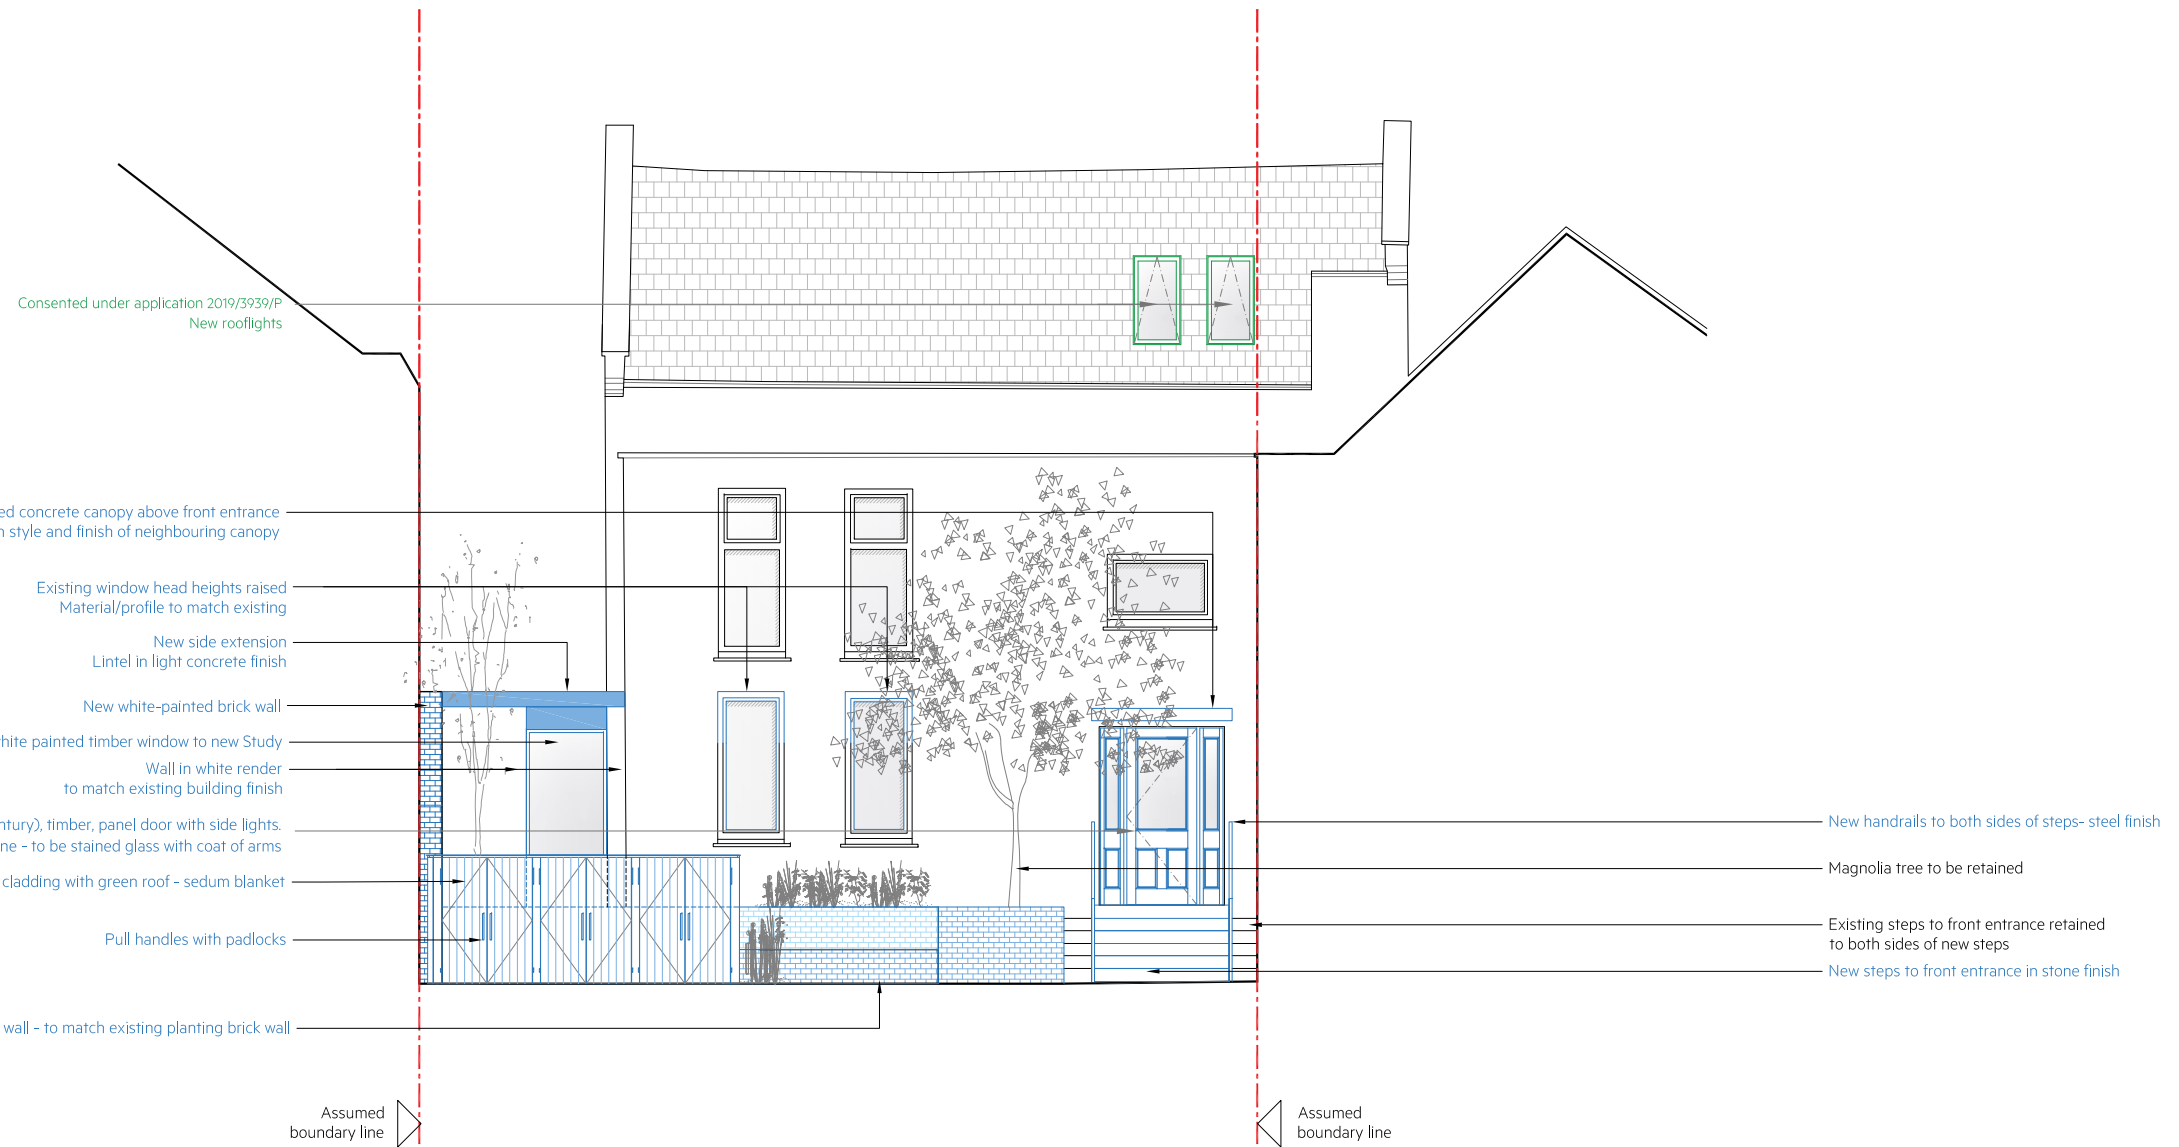 Consented under application 2019/3939/P
New rooflights
concrete canopy above front entrance
style and finish of neighbouring canopy
Existing window head heights raised
Material/profile to match existing
New side extension
Lintel in light concrete finish
New white-painted brick wall
painted timber window to new Study
Wall in white render
to match existing building finish
timber, panel door with side lights.
- to be stained glass with coat of arms
cladding with green roof - sedum blanket
Pull handles with padlocks
wall - to match existing planting brick wall
New handrails to both sides of steps- steel finish
Magnolia tree to be retained
Existing steps to front entrance retained
to both sides of new steps
New steps to front entrance in stone finish
Assumed
boundary line
Assumed
boundary line